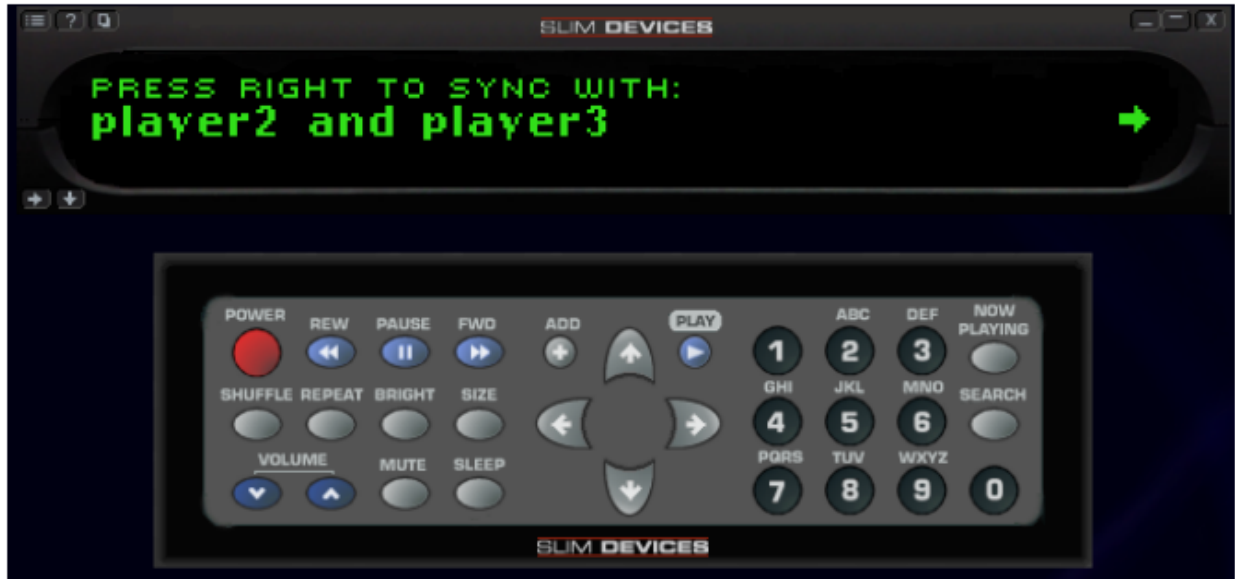 SLIM DEVICES
PRESS RIGHT TO SYNC WITH:
player2 and player3
POWER REW PAUSE FWD ADD PLAY ABC DEF NOW PLAYING
1 2 3
SHUFFLE REPEAT BRIGHT SIZE GHI JKL MNO SEARCH
4 5 6
VOLUME MUTE SLEEP PQRS TUV WXYZ
7 8 9 0
SLIM DEVICES